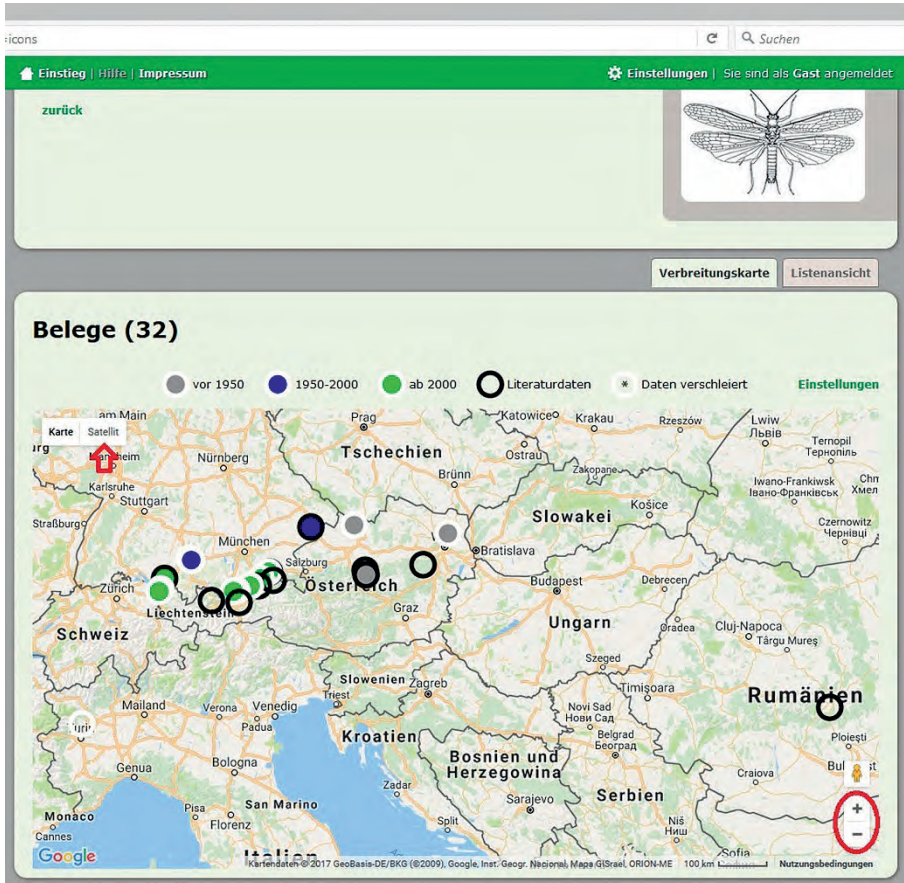 =icons
Suchen
Einstieg | Hilfe | Impressum
Einstellungen | Sie sind als Gast angemeldet
zurück
Verbreitungskarte
Listenansicht
Belege (32)
vor 1950
1950-2000
ab 2000
Literaturdaten
* Daten verschleiert
Einstellungen
Karte
Satellit
am Main
Prag
Katowice
Krakau
Rzeszów
Lwiw
Львів
Ternopil
Тернопіль
Nürnberg
Tschechien
Ostrau
Brünn
Zakopane
Iwano-Frankiwsk
Івано-Франківськ
Karlsruhe
Stuttgart
Slowakei
Košice
Czernowitz
Чернівці
Straßburg
München
Salzburg
Bratislava
Zürich
Österreich
Budapest
Debrecen
Liechtenstein
Graz
Schweiz
Ungarn
Oradea
Cluj-Napoca
Târgu Mureș
Szeged
Slowenien
Zagreb
Timișoara
Rumänien
Mailand
Verona
Venedig
Triest
Padua
Novi Sad
Нови Сад
Kroatien
Belgrad
Београд
Ploiești
Genua
Bologna
Bosnien und
Herzegowina
Craiova
Zadar
Serbien
Monaco
Pisa
San Marino
Sarajevo
Florenz
Split
Niš
Ниш
Cannes
Sofia
Google
Italien
Kartendaten © 2017 GeoBasis-DE/BKG (©2009), Google, Inst. Geogr. Nacional, Mapa GISrael, ORION-ME
100 km
Nutzungsbedingungen
+
−